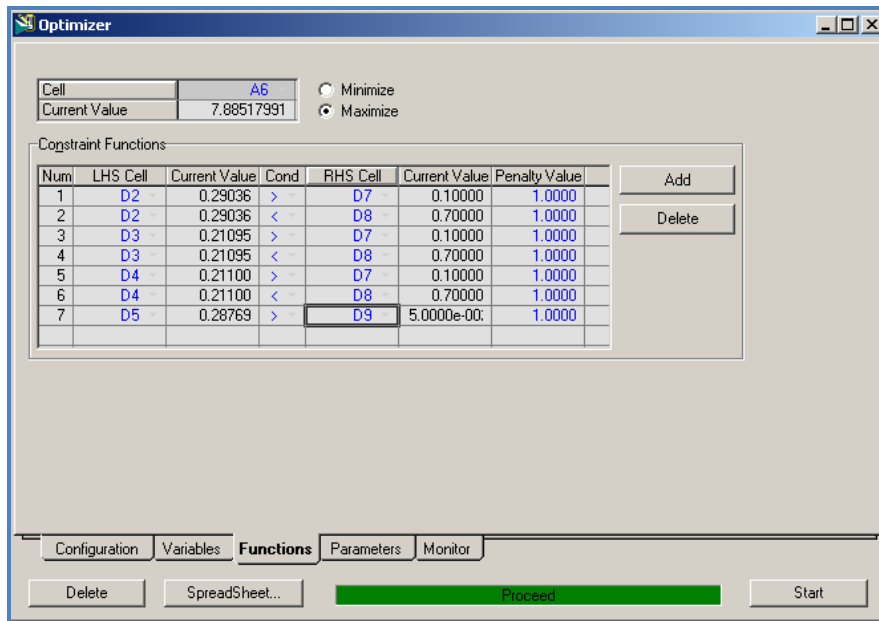 Optimizer
Cell A6 Minimize
Current Value 7.88517991 Maximize
Constraint Functions
Num LHS Cell Current Value Cond RHS Cell Current Value Penalty Value
1 D2 0.29036 > D7 0.10000 1.0000
2 D2 0.29036 < D8 0.70000 1.0000
3 D3 0.21095 > D7 0.10000 1.0000
4 D3 0.21095 < D8 0.70000 1.0000
5 D4 0.21100 > D7 0.10000 1.0000
6 D4 0.21100 < D8 0.70000 1.0000
7 D5 0.28769 > D9 5.0000e-00 1.0000
Add
Delete
Configuration Variables Functions Parameters Monitor
Delete SpreadSheet... Proceed Start